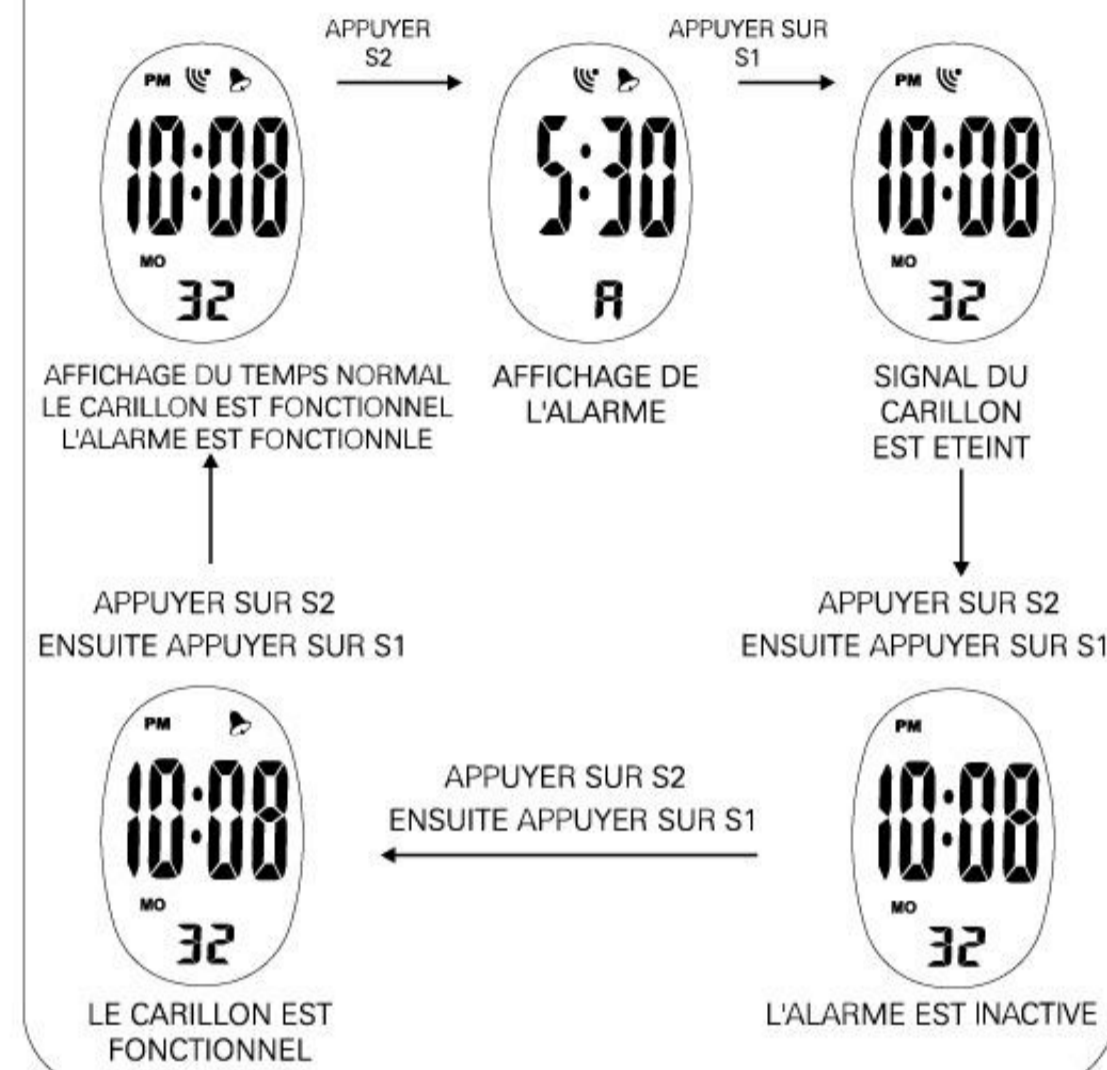 APPUYER
S2
APPUYER SUR
S1
PM
10:08
MO
32
5:30
A
PM
10:08
MO
32
AFFICHAGE DU TEMPS NORMAL
LE CARILLON EST FONCTIONNEL
L'ALARME EST FONCTIONNLE
AFFICHAGE DE
L'ALARME
SIGNAL DU
CARILLON
EST ETEINT
APPUYER SUR S2
ENSUITE APPUYER SUR S1
APPUYER SUR S2
ENSUITE APPUYER SUR S1
PM
10:08
MO
32
APPUYER SUR S2
ENSUITE APPUYER SUR S1
PM
10:08
MO
32
LE CARILLON EST
FONCTIONNEL
L'ALARME EST INACTIVE